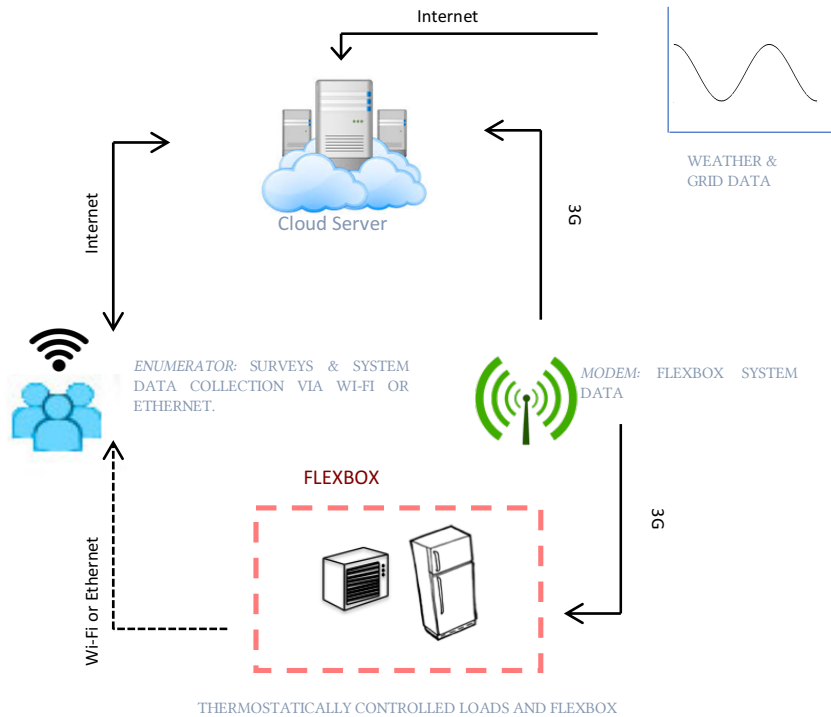 Internet
WEATHER &
GRID DATA
Cloud Server
Internet
3G
ENUMERATOR: SURVEYS & SYSTEM
DATA COLLECTION VIA WI-FI OR
ETHERNET.
MODEM: FLEXBOX SYSTEM
DATA
FLEXBOX
3G
Wi-Fi or Ethernet
THERMOSTATICALLY CONTROLLED LOADS AND FLEXBOX